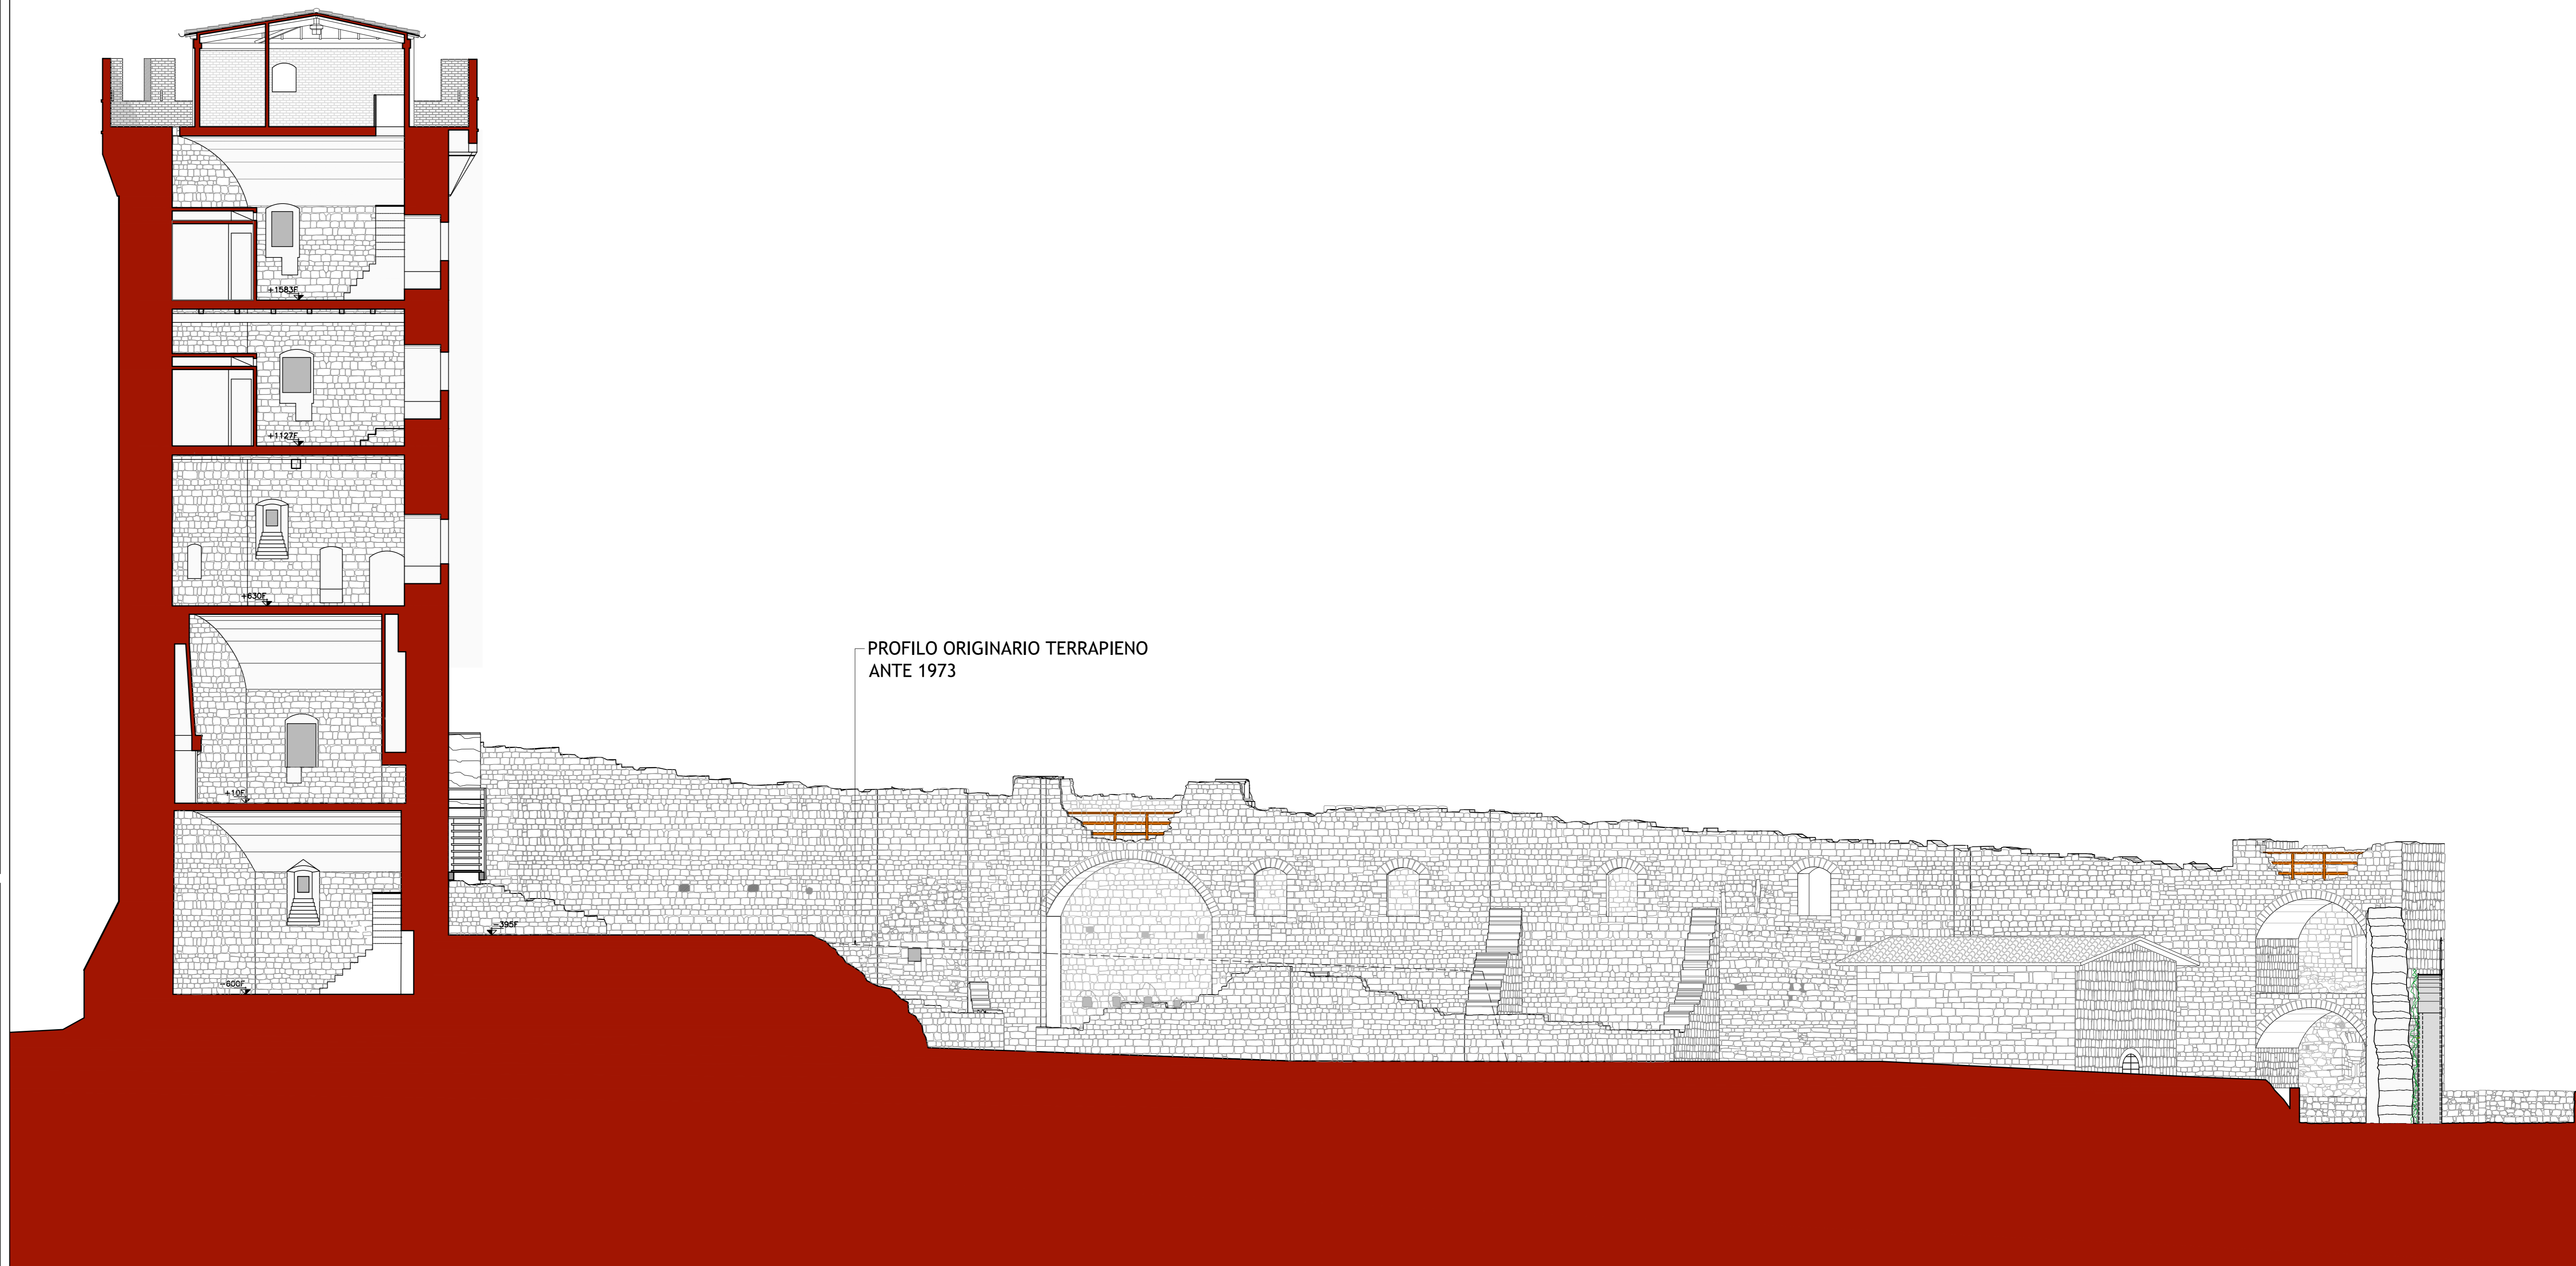 +1583F
+1127F
+630F
PROFILO ORIGINARIO TERRAPIENO
ANTE 1973
+10F
-395F
-600F